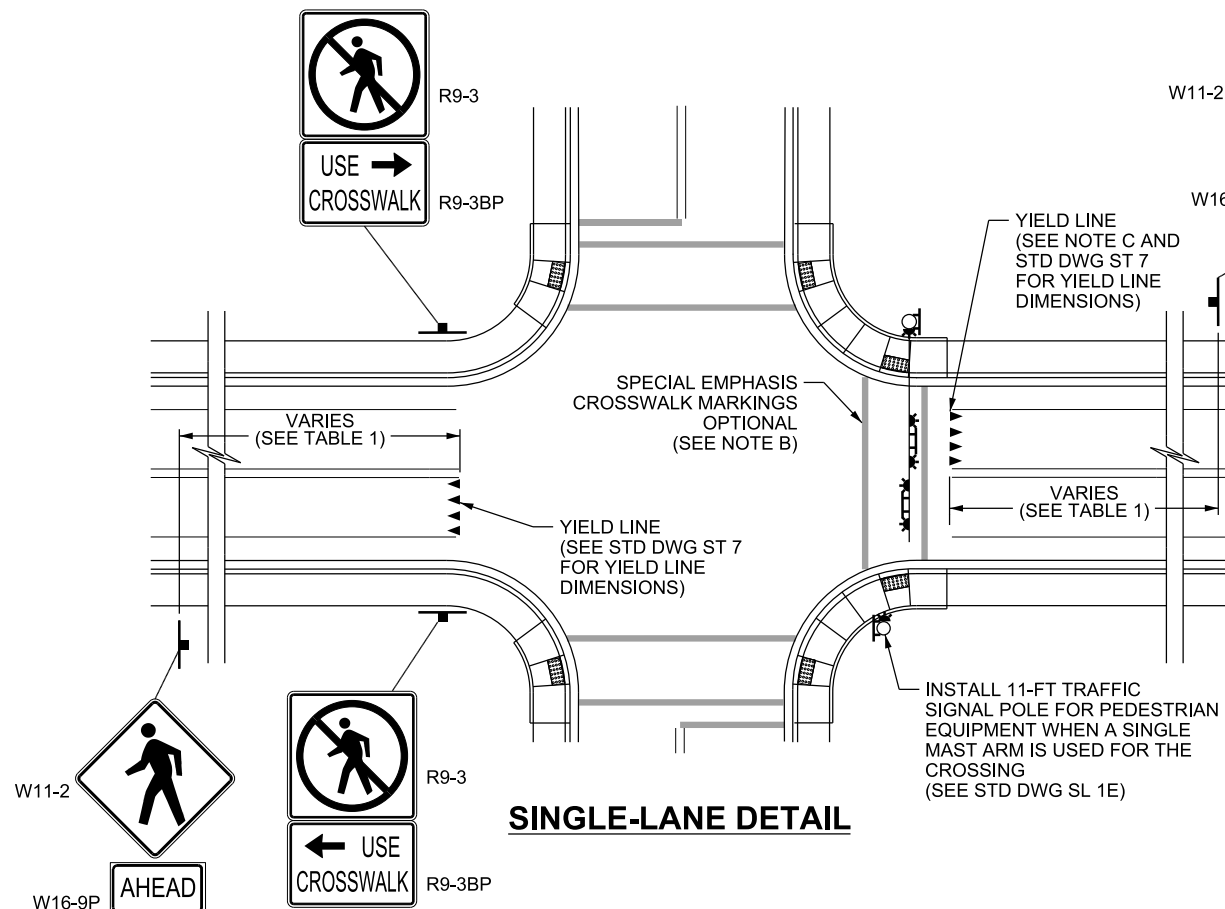 R9-3
USE
CROSSWALK
R9-3BP
W11-2
W16
YIELD LINE
(SEE NOTE C AND
STD DWG ST 7
FOR YIELD LINE
DIMENSIONS)
SPECIAL EMPHASIS
CROSSWALK MARKINGS
OPTIONAL
(SEE NOTE B)
VARIES
(SEE TABLE 1)
VARIES
(SEE TABLE 1)
YIELD LINE
(SEE STD DWG ST 7
FOR YIELD LINE
DIMENSIONS)
INSTALL 11-FT TRAFFIC
SIGNAL POLE FOR PEDESTRIAN
EQUIPMENT WHEN A SINGLE
MAST ARM IS USED FOR THE
CROSSING
(SEE STD DWG SL 1E)
W11-2
AHEAD
W16-9P
R9-3
USE
CROSSWALK
R9-3BP
SINGLE-LANE DETAIL